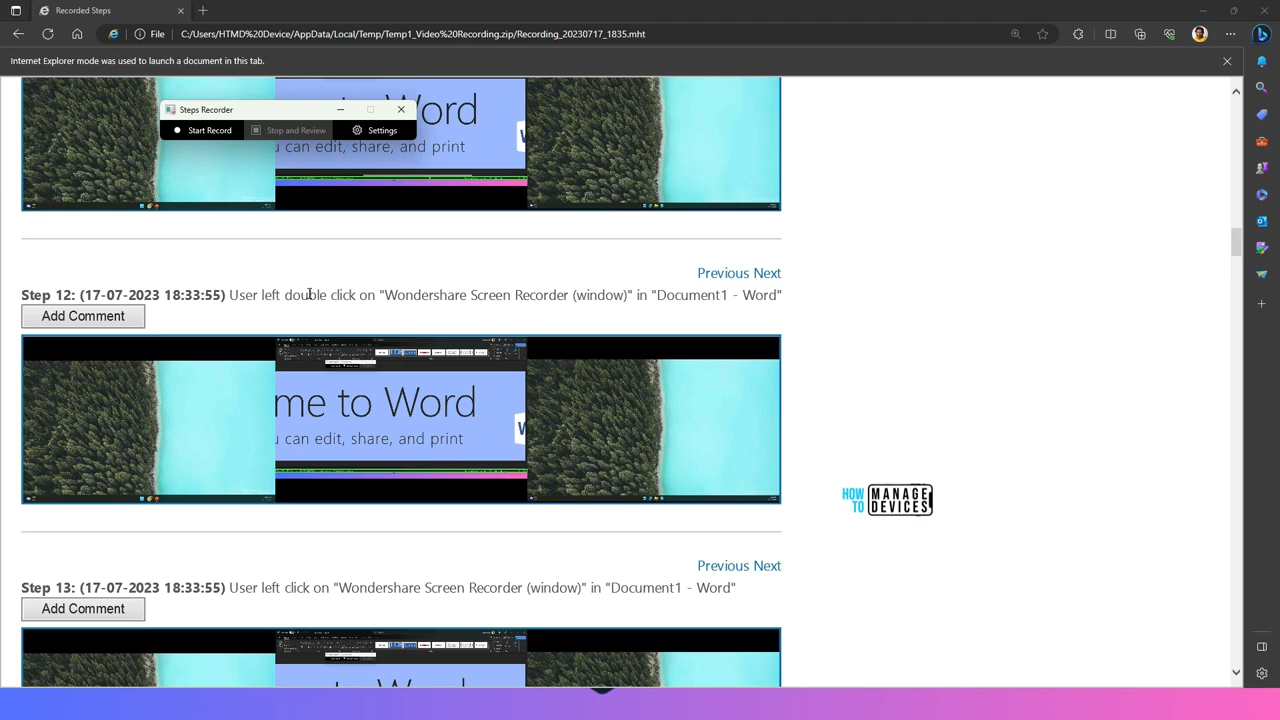 Recorded Steps
File
C:/Users/HTMD%20Device/AppData/Local/Temp/Temp1_Video%20Recording.zip/Recording_20230717_1835.mht
Internet Explorer mode was used to launch a document in this tab.
Steps Recorder
Start Record
Stop and Review
Settings
o Word
u can edit, share, and print
Previous Next
Step 12: (17-07-2023 18:33:55) User left double click on "Wondershare Screen Recorder (window)" in "Document1 - Word"
Add Comment
me to Word
u can edit, share, and print
HOW TO MANAGE DEVICES
Previous Next
Step 13: (17-07-2023 18:33:55) User left click on "Wondershare Screen Recorder (window)" in "Document1 - Word"
Add Comment